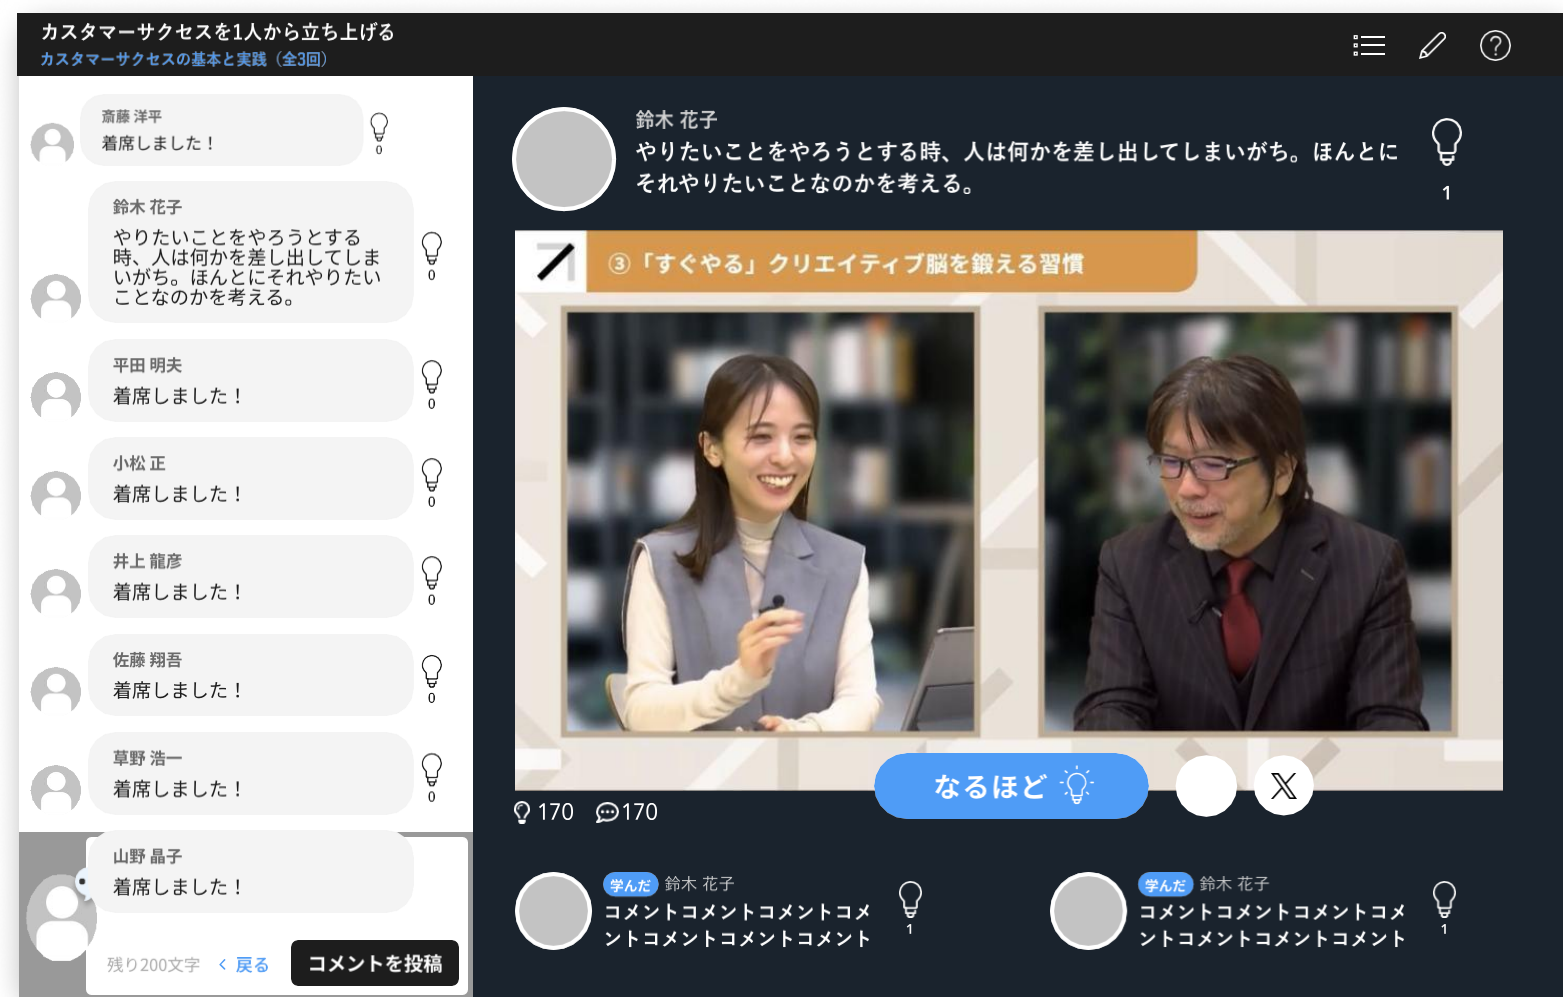 カスタマーサクセスを1人から立ち上げる
カスタマーサクセスの基本と実践（全3回）
斎藤 洋平
着席しました！
0
鈴木 花子
やりたいことをやろうとする
時、人は何かを差し出してしま
いがち。ほんとにそれやりたい
ことなのかを考える。
0
平田 明夫
着席しました！
0
小松 正
着席しました！
0
井上 龍彦
着席しました！
0
佐藤 翔吾
着席しました！
0
草野 浩一
着席しました！
0
山野 晶子
着席しました！
残り200文字
戻る
コメントを投稿
鈴木 花子
やりたいことをやろうとする時、人は何かを差し出してしまいがち。ほんとに
それやりたいことなのかを考える。
1
③「すぐやる」クリエイティブ脳を鍛える習慣
なるほど
170
170
学んだ 鈴木 花子
コメントコメントコメントコメ
ントコメントコメントコメント
1
学んだ 鈴木 花子
コメントコメントコメントコメ
ントコメントコメントコメント
1